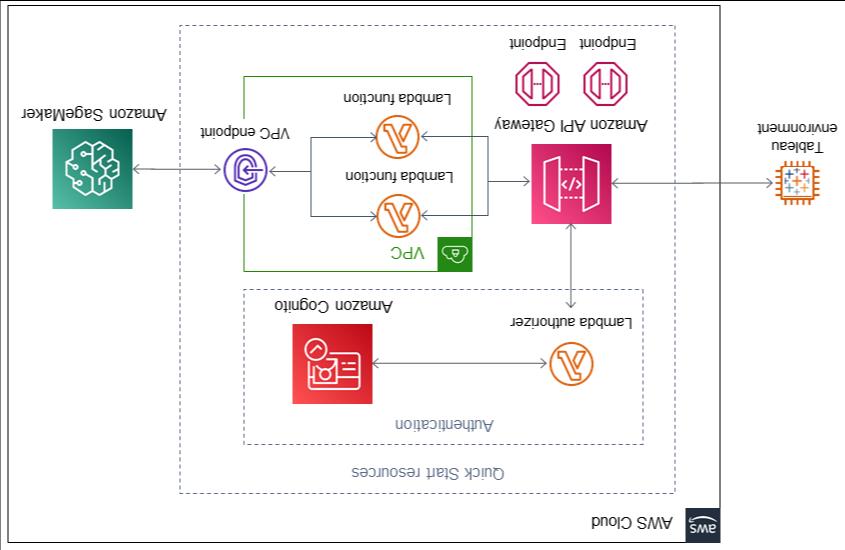 aws
AWS Cloud
Quick Start resources
Authentication
Lambda authorizer
Amazon Cognito
VPC
Tableau
environment
Amazon API Gateway
Endpoint
Endpoint
Lambda function
Lambda function
VPC endpoint
Amazon SageMaker